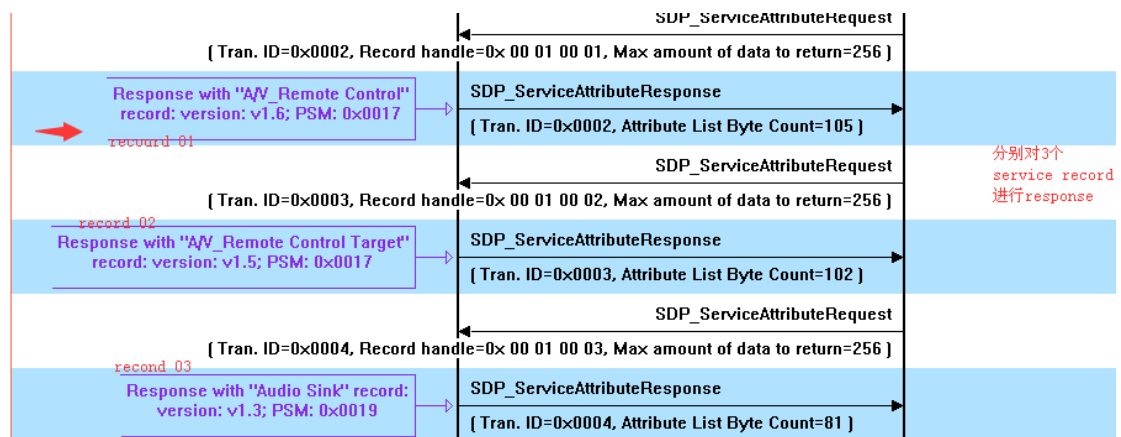 SDP_ServiceAttributeRequest
[ Tran. ID=0x0002, Record handle=0x 00 01 00 01, Max amount of data to return=256 ]
Response with "A/V_Remote Control"
record: version: v1.6; PSM: 0x0017
SDP_ServiceAttributeResponse
[ Tran. ID=0x0002, Attribute List Byte Count=105 ]
recourd 01
分别对3个
service record
进行response
SDP_ServiceAttributeRequest
[ Tran. ID=0x0003, Record handle=0x 00 01 00 02, Max amount of data to return=256 ]
record 02
Response with "A/V_Remote Control Target"
record: version: v1.5; PSM: 0x0017
SDP_ServiceAttributeResponse
[ Tran. ID=0x0003, Attribute List Byte Count=102 ]
SDP_ServiceAttributeRequest
[ Tran. ID=0x0004, Record handle=0x 00 01 00 03, Max amount of data to return=256 ]
recond 03
Response with "Audio Sink" record:
version: v1.3; PSM: 0x0019
SDP_ServiceAttributeResponse
[ Tran. ID=0x0004, Attribute List Byte Count=81 ]